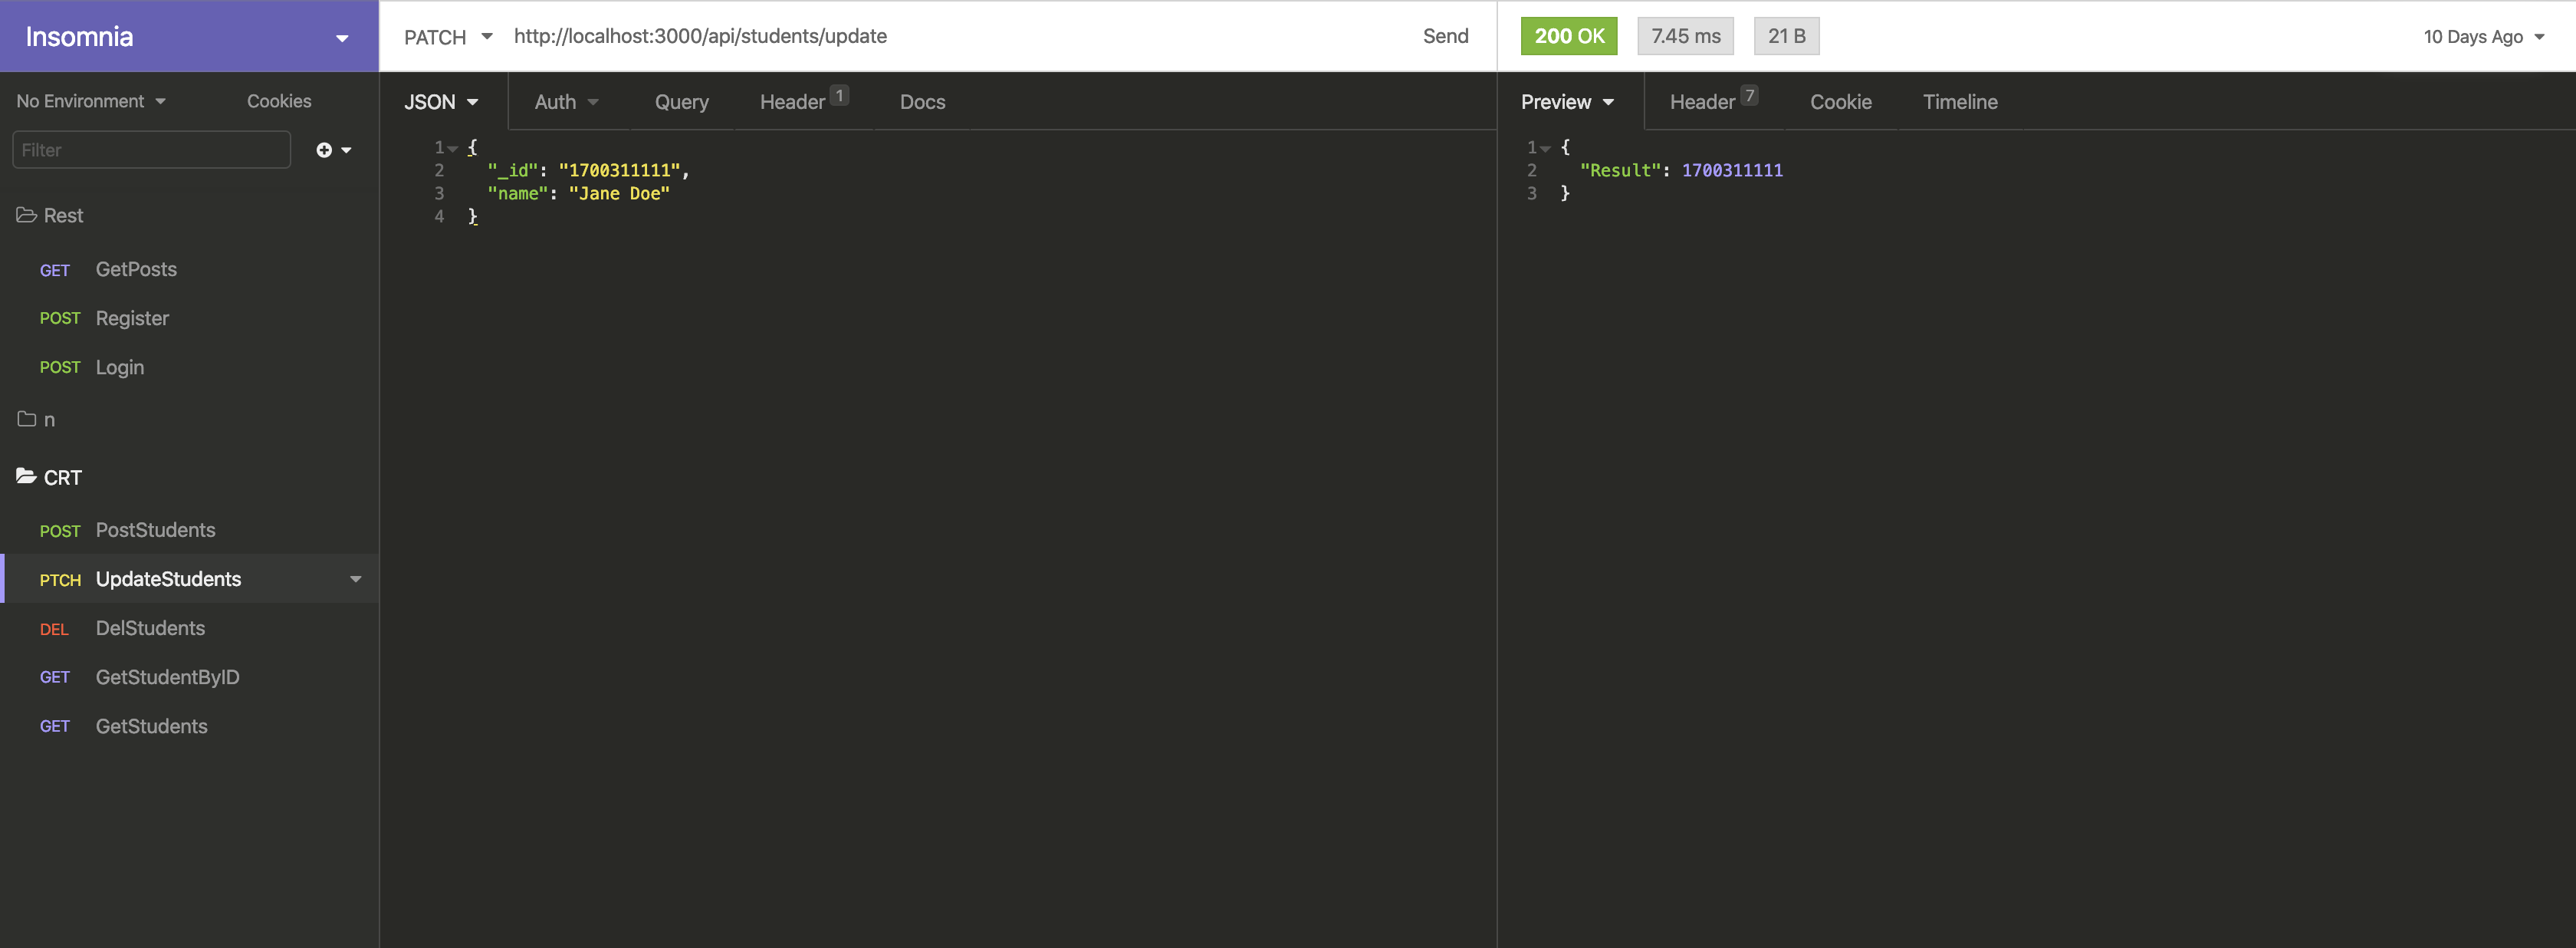 Insomnia
PATCH http://localhost:3000/api/students/update Send
200 OK 7.45 ms 21 B 10 Days Ago
No Environment Cookies
Filter
Rest
GET GetPosts
POST Register
POST Login
n
CRT
POST PostStudents
PTCH UpdateStudents
DEL DelStudents
GET GetStudentByID
GET GetStudents
JSON Auth Query Header 1 Docs
1 {
2 "_id": "1700311111",
3 "name": "Jane Doe"
4 }
Preview Header 7 Cookie Timeline
1 {
2 "Result": 1700311111
3 }